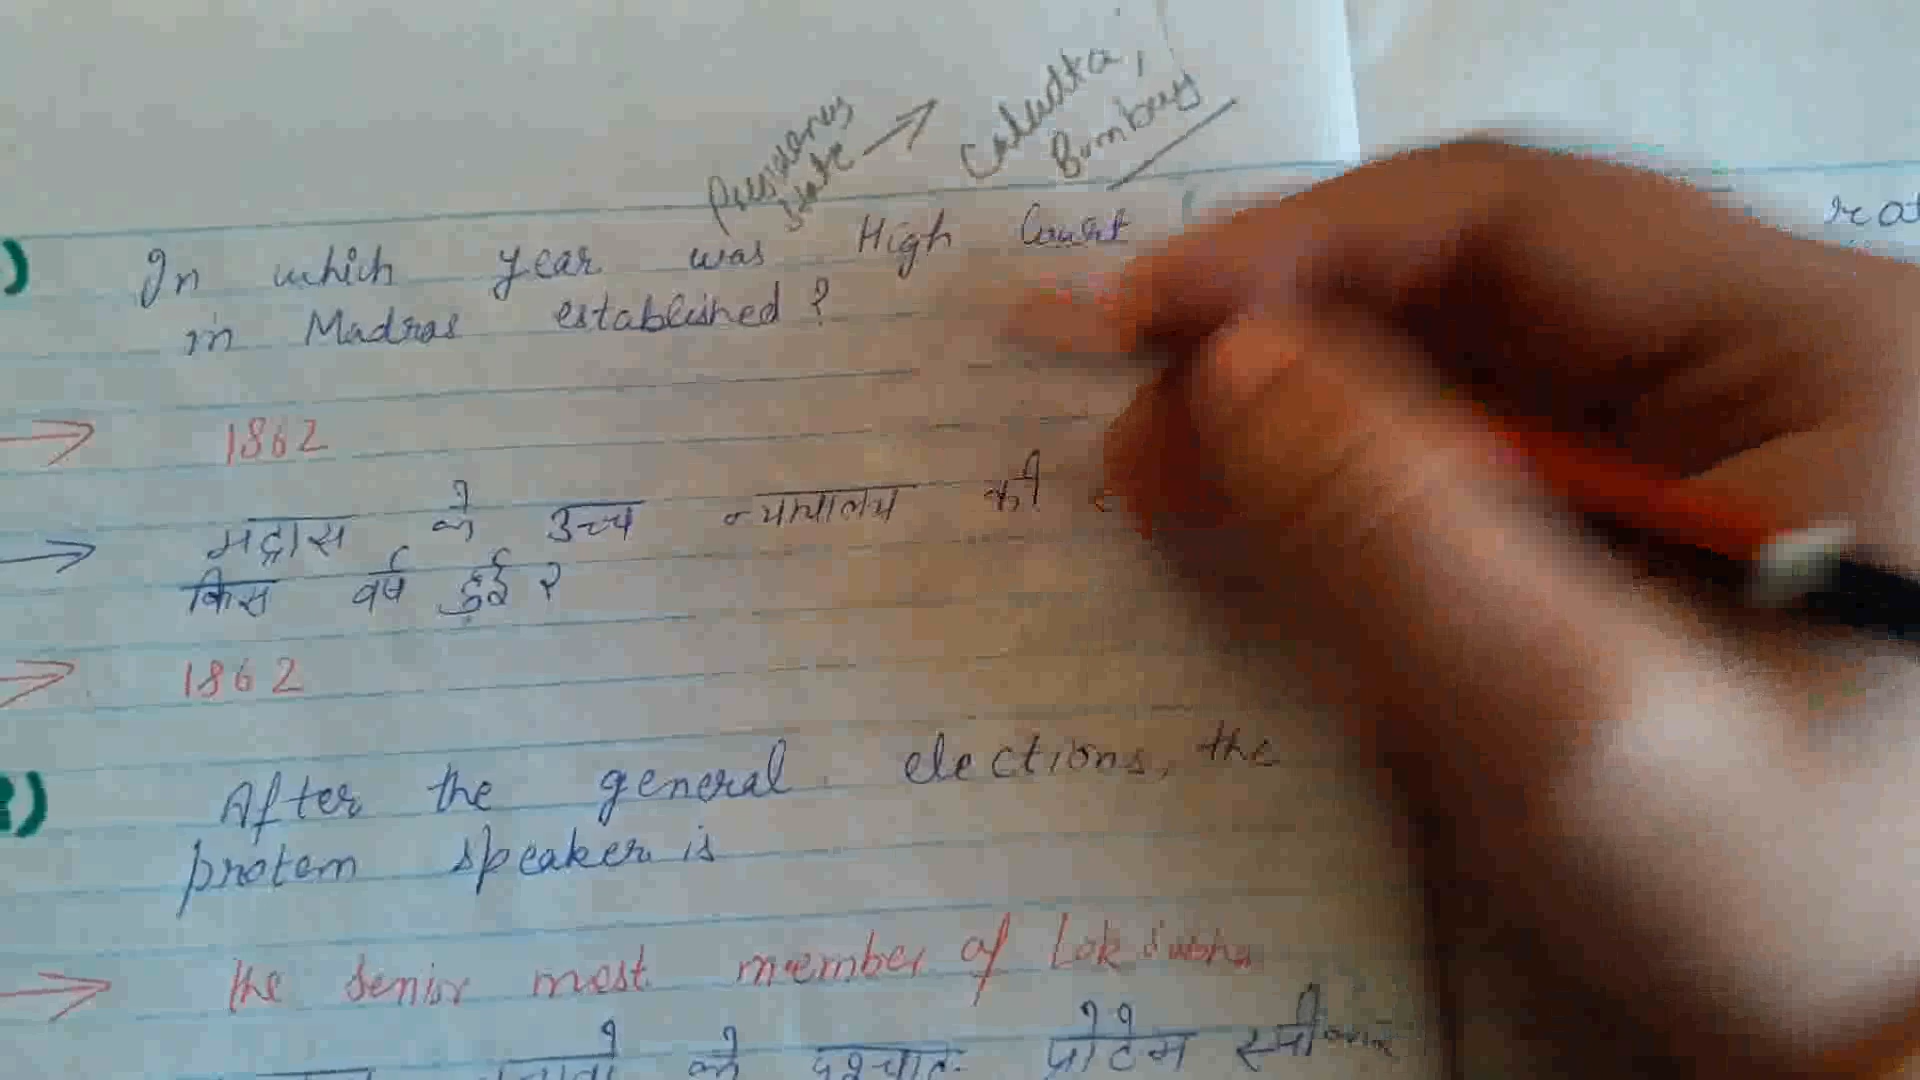 Presidency
state → Calcutta,
Bombay
In which year was High Court
in Madras established?
→ 1862
→ मद्रास के उच्च न्यायालय की
किस वर्ष हुई?
→ 1862
After the general elections, the
protem speaker is
→ the senior most member of Lok Sabha
के पश्चात प्रोटेम स्पीकर